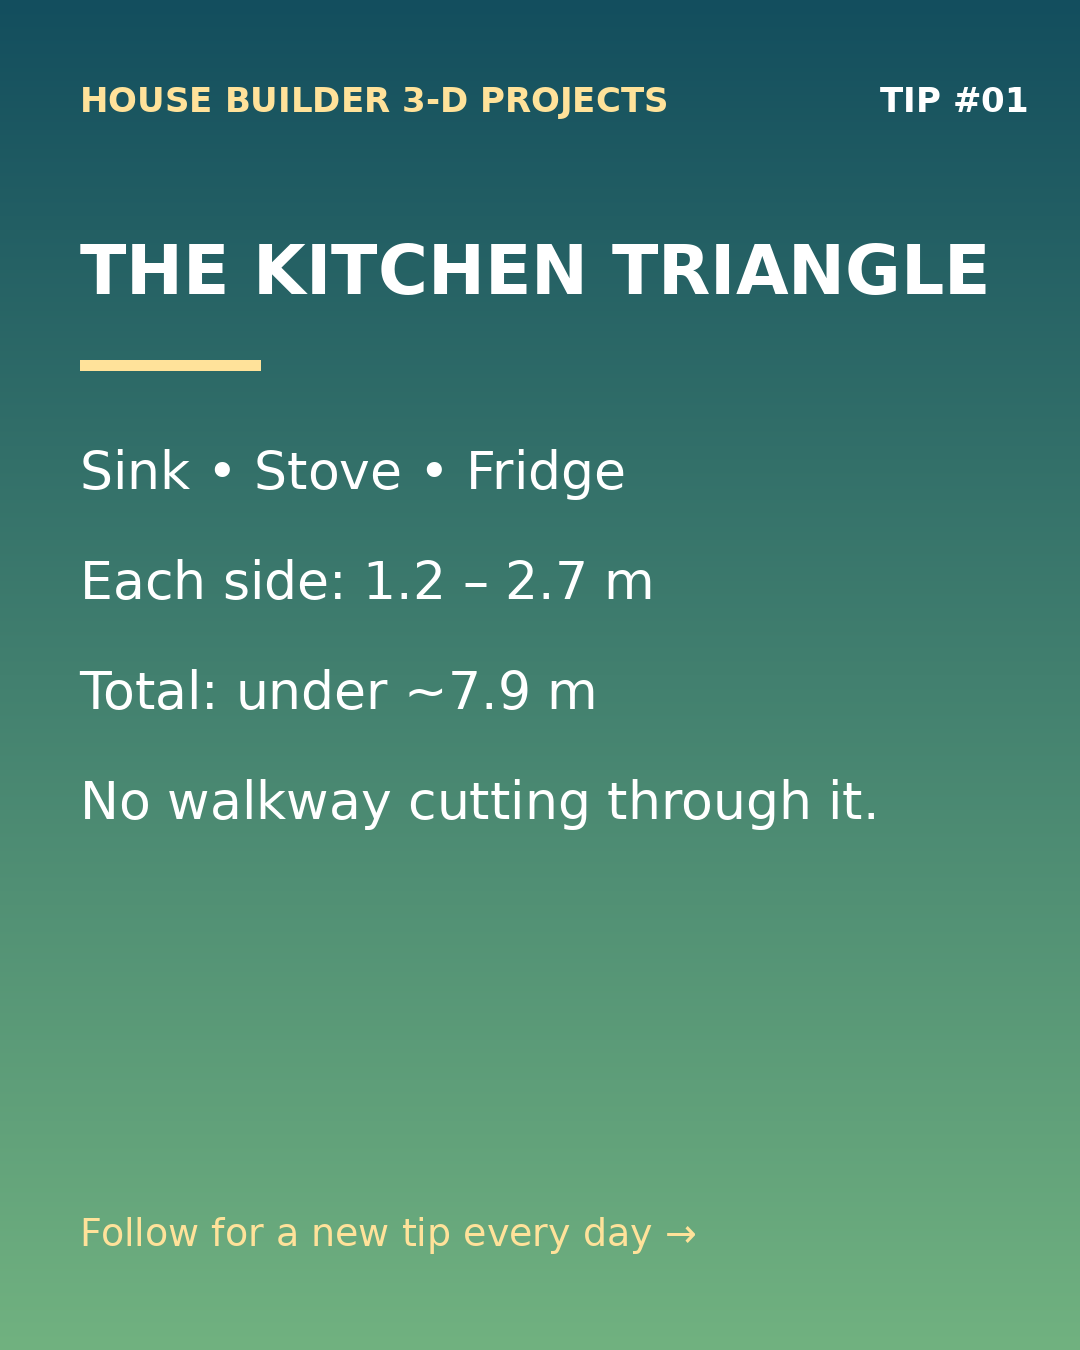 HOUSE BUILDER 3-D PROJECTS TIP #01
THE KITCHEN TRIANGLE
Sink • Stove • Fridge
Each side: 1.2 – 2.7 m
Total: under ~7.9 m
No walkway cutting through it.
Follow for a new tip every day →